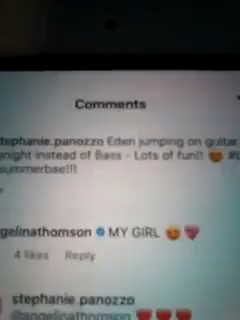 Comments
tephanie.panozzo Eden jumping on guitar
night instead of Bass - Lots of fun!! 😍
summerbae!!!
gelinathomson MY GIRL 😍 💖
4 likes Reply
stephanie.panozzo
@angelinathomson ❤️❤️❤️